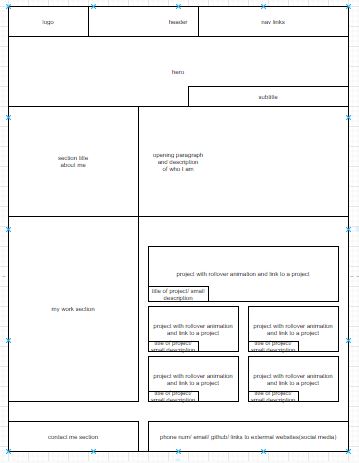 logo
header
nav links
hero
subtitle
section title
about me
opening paragraph
and description
of who I am
my work section
project with rollover animation and link to a project
title of project/ small
description
project with rollover animation
and link to a project
title of project/
small description
project with rollover animation
and link to a project
title of project/
small description
project with rollover animation
and link to a project
title of project/
small description
project with rollover animation
and link to a project
title of project/
small description
contact me section
phone num/ email/ github/ links to external websites(social media)